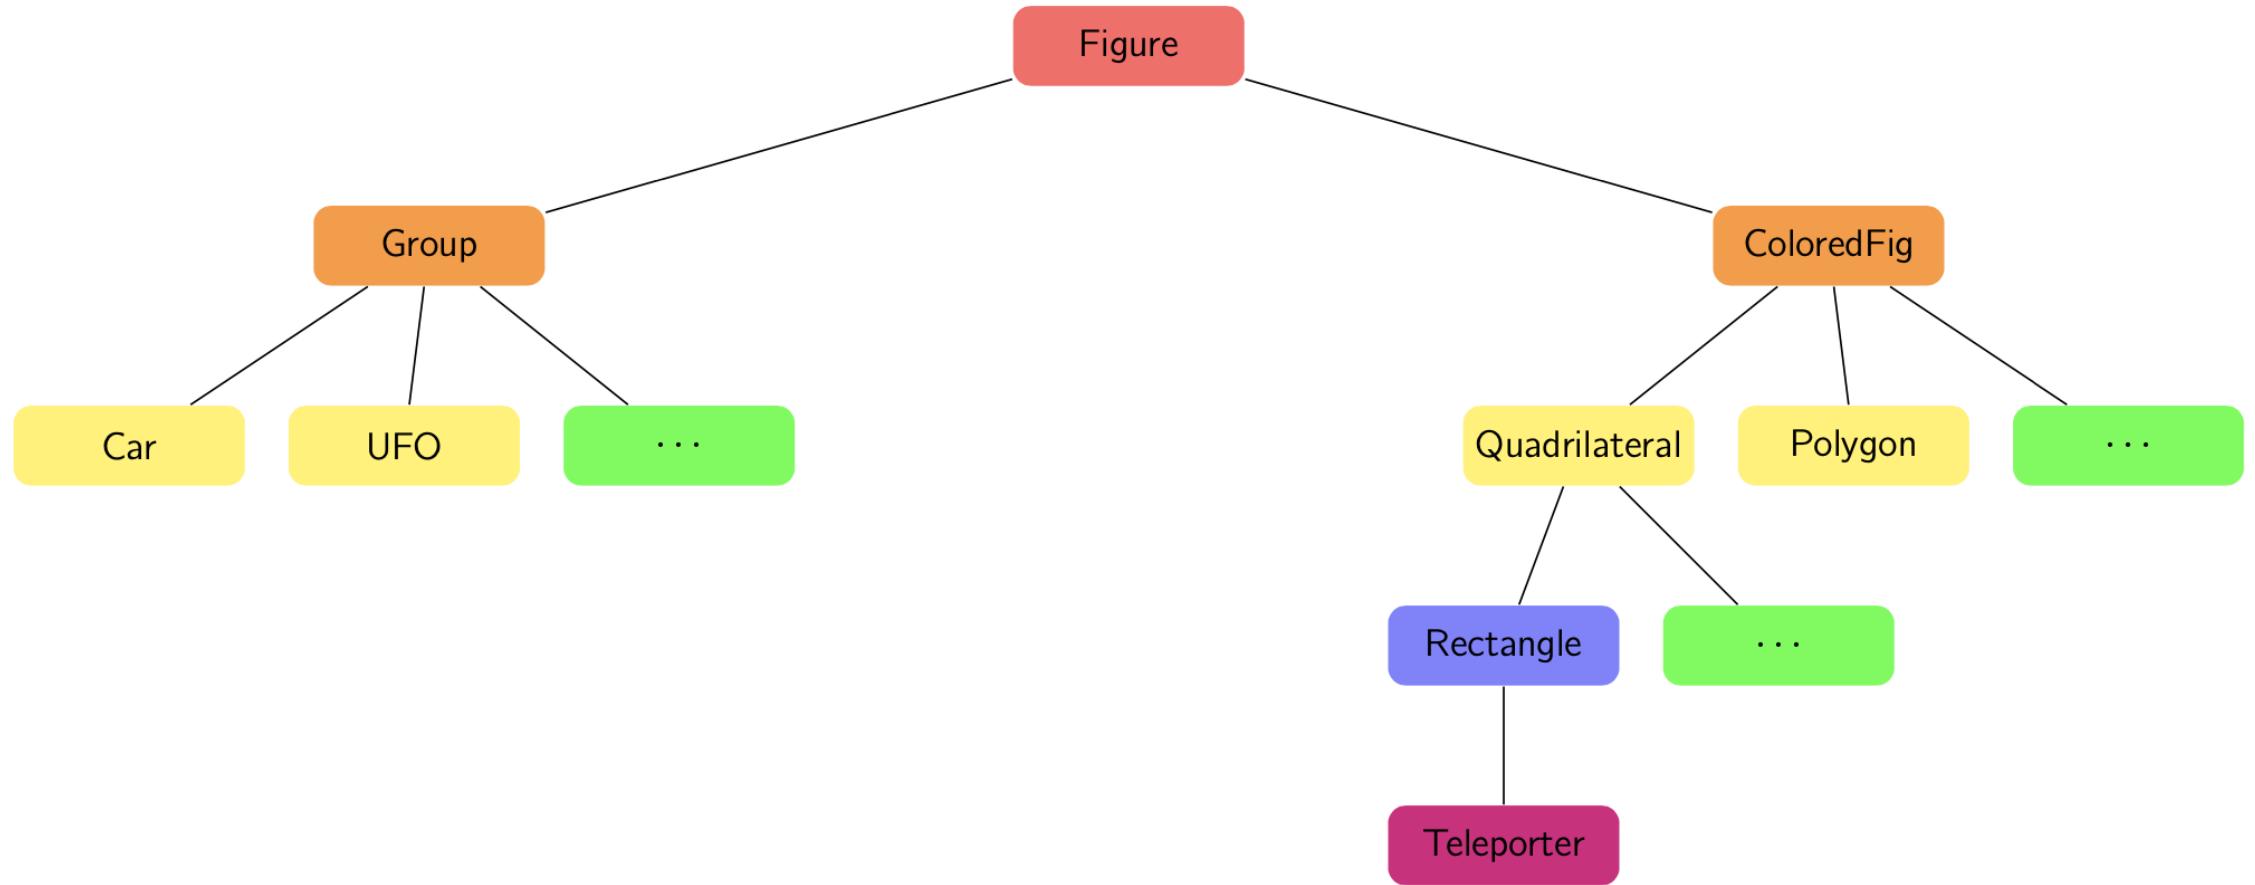 Figure
Group
ColoredFig
Car
UFO
...
Quadrilateral
Polygon
...
Rectangle
...
Teleporter